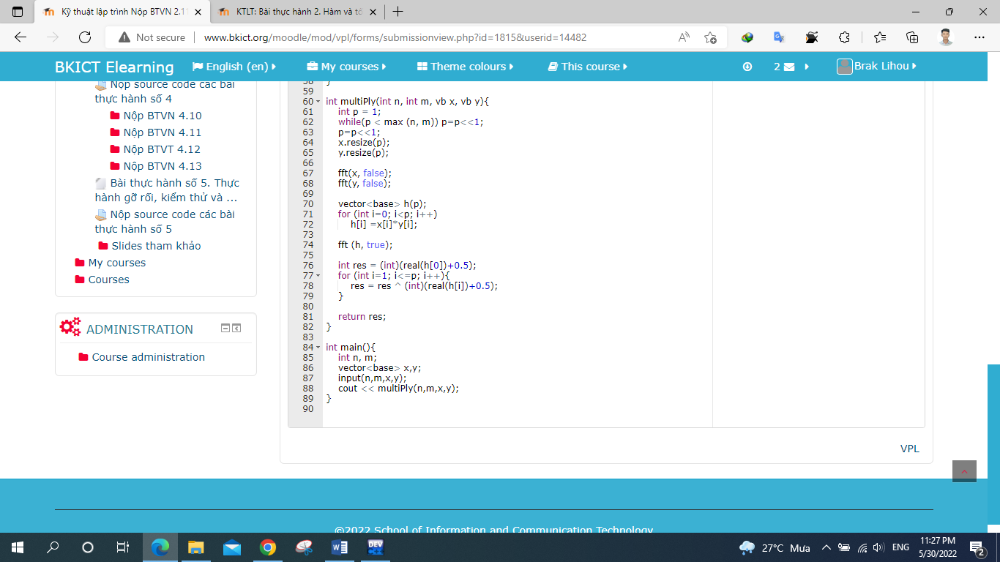 Kỹ thuật lập trình Nộp BTVN 2.11
KTLT: Bài thực hành 2. Hàm và tố
Not secure
www.bkict.org/moodle/mod/vpl/forms/submissionview.php?id=1815&userid=14482
BKICT Elearning
English (en)
My courses
Theme colours
This course
2
Brak Lihou
Nộp source code các bài
thực hành số 4
Nộp BTVN 4.10
Nộp BTVN 4.11
Nộp BTVT 4.12
Nộp BTVN 4.13
Bài thực hành số 5. Thực
hành gỡ rối, kiểm thử và ...
Nộp source code các bài
thực hành số 5
Slides tham khảo
My courses
Courses
ADMINISTRATION
Course administration
58 }
59
60 int multiPly(int n, int m, vb x, vb y){
61 int p = 1;
62 while(p < max (n, m)) p=p<<1;
63 p=p<<1;
64 x.resize(p);
65 y.resize(p);
66
67 fft(x, false);
68 fft(y, false);
69
70 vector<base> h(p);
71 for (int i=0; i<p; i++)
72 h[i] =x[i]*y[i];
73
74 fft (h, true);
75
76 int res = (int)(real(h[0])+0.5);
77 for (int i=1; i<=p; i++){
78 res = res ^ (int)(real(h[i])+0.5);
79 }
80
81 return res;
82 }
83
84 int main(){
85 int n, m;
86 vector<base> x,y;
87 input(n,m,x,y);
88 cout << multiPly(n,m,x,y);
89 }
90
VPL
©2022 School of Information and Communication Technology
DEV
27°C Mưa
ENG
11:27 PM
5/30/2022
2